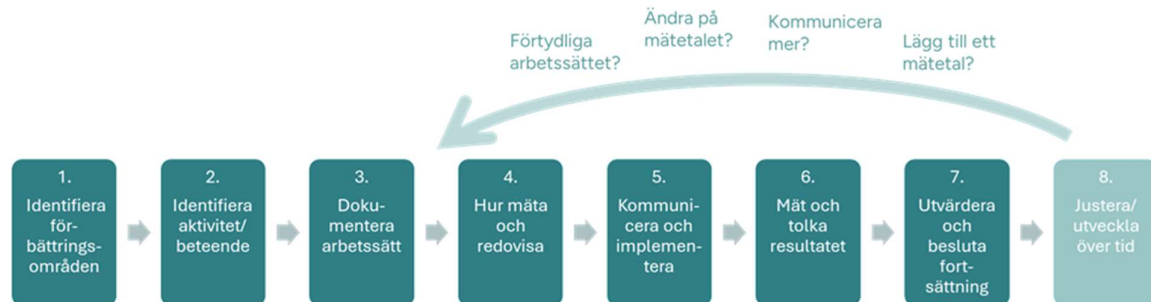 Förtydliga
arbetssättet?
Ändra på
mätetalet?
Kommunicera
mer?
Lägg till ett
mätetal?
1.
Identifiera
för-
bättrings-
områden
2.
Identifiera
aktivitet/
beteende
3.
Doku-
mentera
arbetssätt
4.
Hur mäta
och
redovisa
5.
Kommuni-
cera och
implemen-
tera
6.
Mät och
tolka
resultatet
7.
Utvärdera
och
besluta
fort-
sättning
8.
Justera/
utveckla
över tid